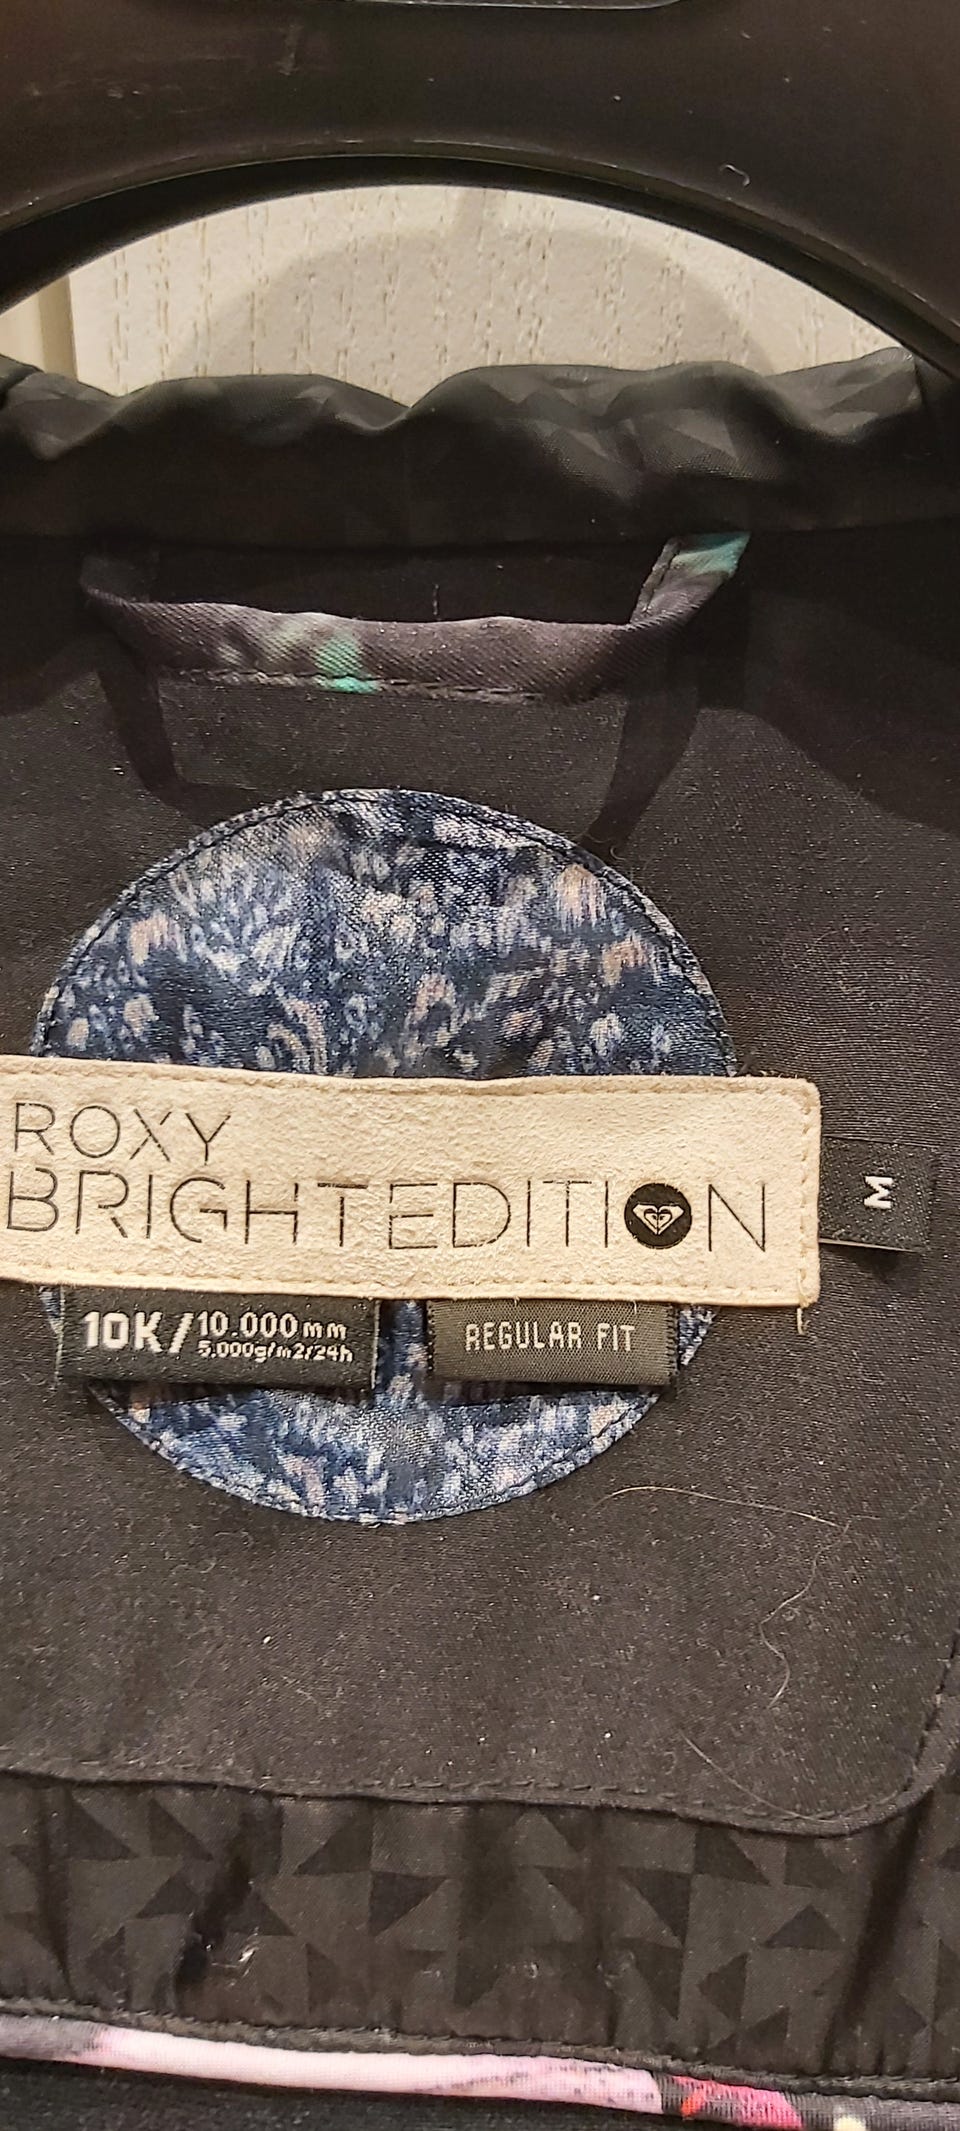 ROXY
BRIGHTEDITION
M
10K/10.000mm
5.000g/m2/24h
REGULAR FIT